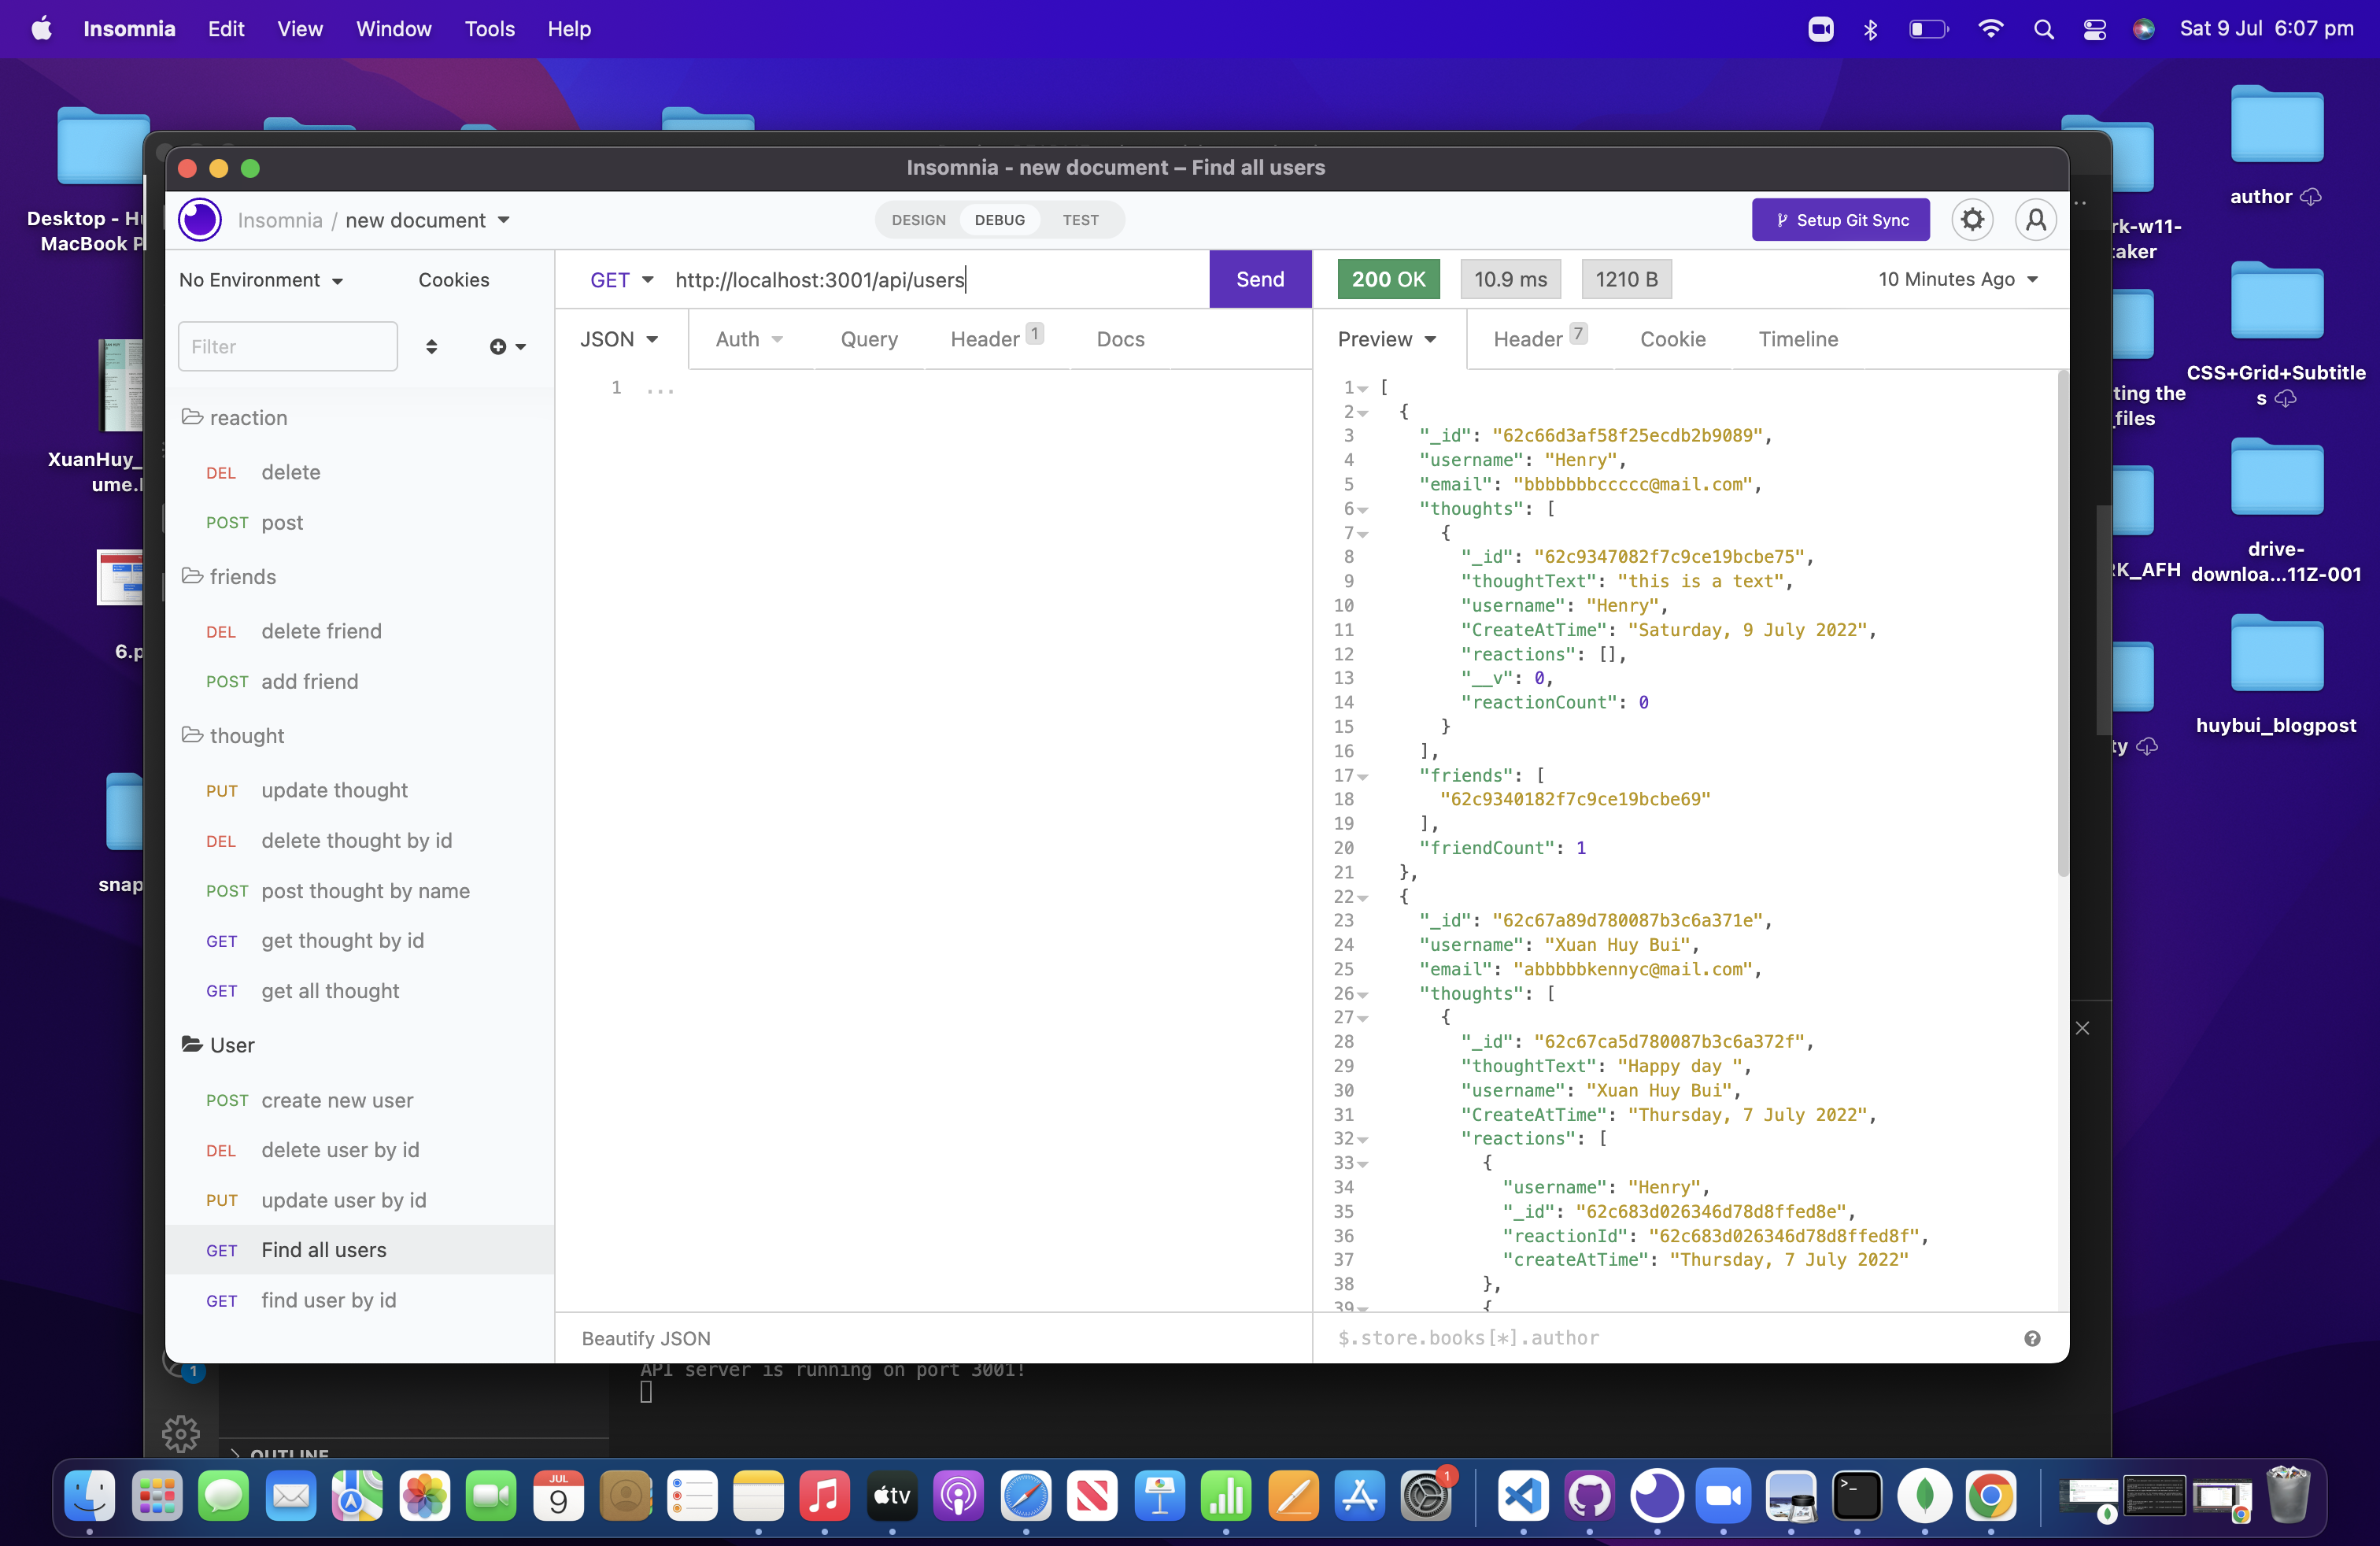 Insomnia Edit View Window Tools Help
Sat 9 Jul 6:07 pm
Insomnia - new document – Find all users
Insomnia / new document
DESIGN DEBUG TEST
Setup Git Sync
No Environment
Cookies
Filter
reaction
DEL delete
POST post
friends
DEL delete friend
POST add friend
thought
PUT update thought
DEL delete thought by id
POST post thought by name
GET get thought by id
GET get all thought
User
POST create new user
DEL delete user by id
PUT update user by id
GET Find all users
GET find user by id
GET http://localhost:3001/api/users
Send
JSON Auth Query Header 1 Docs
1 ...
Beautify JSON
200 OK 10.9 ms 1210 B 10 Minutes Ago
Preview Header 7 Cookie Timeline
1 [
2 {
3 "_id": "62c66d3af58f25ecdb2b9089",
4 "username": "Henry",
5 "email": "bbbbbbbccccc@mail.com",
6 "thoughts": [
7 {
8 "_id": "62c9347082f7c9ce19bcbe75",
9 "thoughtText": "this is a text",
10 "username": "Henry",
11 "CreateAtTime": "Saturday, 9 July 2022",
12 "reactions": [],
13 "__v": 0,
14 "reactionCount": 0
15 }
16 ],
17 "friends": [
18 "62c9340182f7c9ce19bcbe69"
19 ],
20 "friendCount": 1
21 },
22 {
23 "_id": "62c67a89d780087b3c6a371e",
24 "username": "Xuan Huy Bui",
25 "email": "abbbbbkennyc@mail.com",
26 "thoughts": [
27 {
28 "_id": "62c67ca5d780087b3c6a372f",
29 "thoughtText": "Happy day ",
30 "username": "Xuan Huy Bui",
31 "CreateAtTime": "Thursday, 7 July 2022",
32 "reactions": [
33 {
34 "username": "Henry",
35 "_id": "62c683d026346d78d8ffed8e",
36 "reactionId": "62c683d026346d78d8ffed8f",
37 "createAtTime": "Thursday, 7 July 2022"
38 },
39 {
$.store.books[*].author
Desktop - H
MacBook P
XuanHuy_
ume.
6.p
snap
author
rk-w11-
taker
CSS+Grid+Subtitle
s
ting the
files
drive-
downloa...11Z-001
K_AFH
huybui_blogpost
ty
API server is running on port 3001!
1
OUTLINE
JUL
9
tv
1